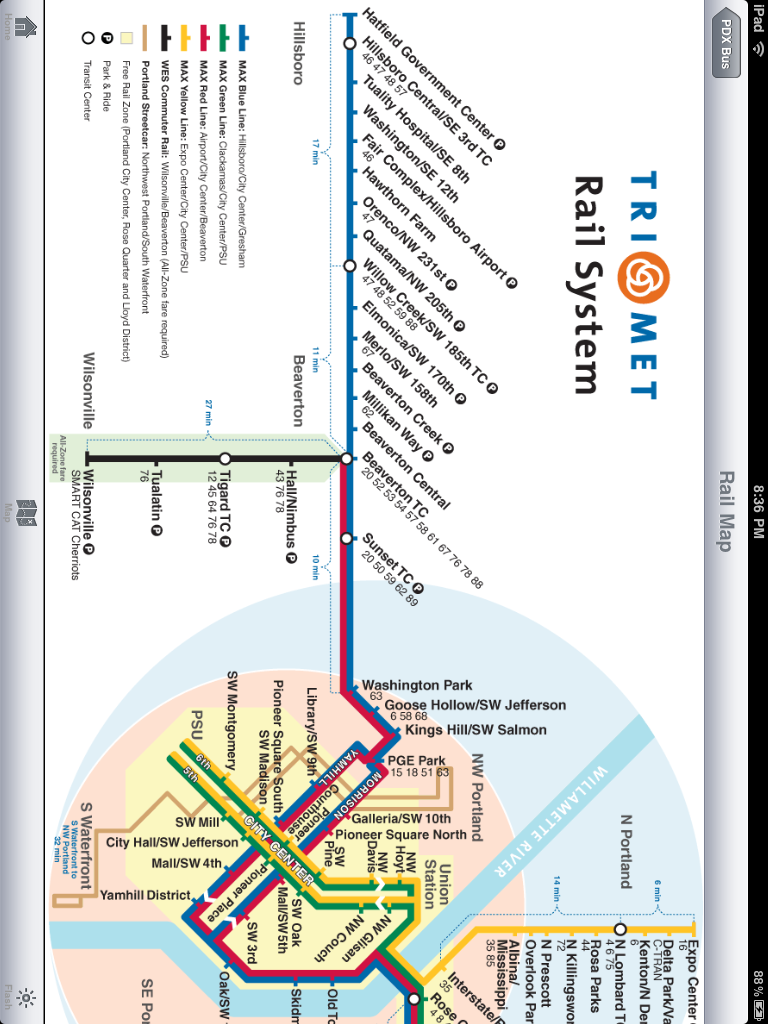 iPad
8:36 PM
88%
PDX Bus
Rail Map
TRI MET
Rail System
Hatfield Government Center P
Hillsboro Central/SE 3rd TC
46 47 48 57
Tuality Hospital/SE 8th
Washington/SE 12th
Fair Complex/Hillsboro Airport P
46
Hawthorn Farm
Orenco/NW 231st P
47
Quatama/NW 205th P
Willow Creek/SW 185th TC P
47 48 52 59 88
Elmonica/SW 170th P
Merlo/SW 158th
67
Beaverton Creek P
Millikan Way P
62
Beaverton Central
Beaverton TC
20 52 53 54 57 58 61 67 76 78 88
Sunset TC P
20 50 59 62 89
Washington Park
63
Goose Hollow/SW Jefferson
6 58 68
Kings Hill/SW Salmon
PGE Park
15 18 51 63
Hillsboro
17 min
11 min
Beaverton
10 min
MAX Blue Line: Hillsboro/City Center/Gresham
MAX Green Line: Clackamas/City Center/PSU
MAX Red Line: Airport/City Center/Beaverton
MAX Yellow Line: Expo Center/City Center/PSU
WES Commuter Rail: Wilsonville/Beaverton (All-Zone fare required)
Portland Streetcar: Northwest Portland/South Waterfront
Free Rail Zone (Portland City Center, Rose Quarter and Lloyd District)
P Park & Ride
Transit Center
Wilsonville
27 min
All-Zone fare
required
Hall/Nimbus P
43 76 78
Tigard TC P
12 45 64 76 78
Tualatin P
76
Wilsonville P
SMART CAT Cherriots
NW Portland
N Portland
WILLAMETTE RIVER
YAMHILL
MORRISON
CITY CENTER
6th
5th
PSU
SW Montgomery
Pioneer Square South
SW Madison
Library/SW 9th
Pioneer
Courthouse
Galleria/SW 10th
Pioneer Square North
SW
Pine
NW
Davis
NW
Hoyt
Union
Station
SW Mill
City Hall/SW Jefferson
Mall/SW 4th
Yamhill District
Pioneer Place
Mall/SW 5th
SW Oak
NW Couch
NW Glisan
SW 3rd
Oak/SW
Skidm
Old To
S Waterfront
S Waterfront to
NW Portland
32 min
SE Por
14 min
6 min
Expo Center
16
Delta Park/Va
C-TRAN
Kenton/N De
6
N Lombard T
4 6 75
Rosa Parks
44
N Killingswo
72
N Prescott
Overlook Par
Albina/
Mississippi
35 85
Interstate/R
35
Rose Q
4 8
Home
Map
Flash